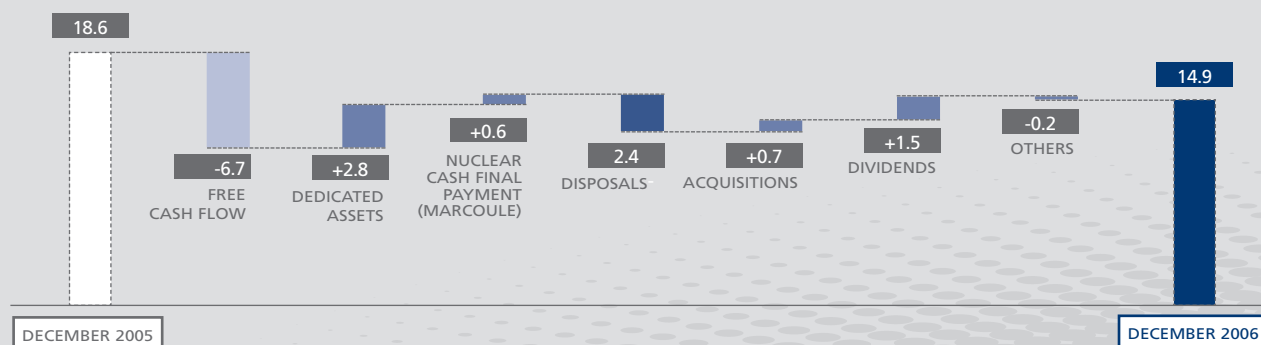 18.6
-6.7
FREE
CASH FLOW
+2.8
DEDICATED
ASSETS
+0.6
NUCLEAR
CASH FINAL
PAYMENT
(MARCOULE)
2.4
DISPOSALS
+0.7
ACQUISITIONS
+1.5
DIVIDENDS
-0.2
OTHERS
14.9
DECEMBER 2005
DECEMBER 2006